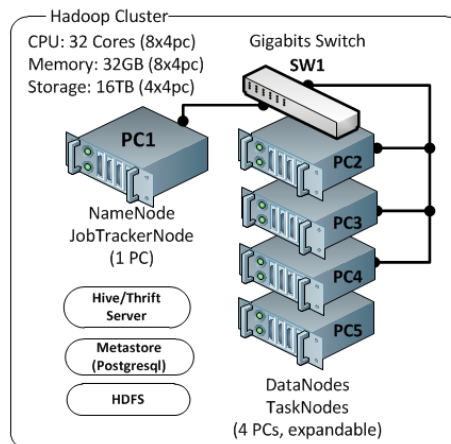 Hadoop Cluster
CPU: 32 Cores (8x4pc)
Memory: 32GB (8x4pc)
Storage: 16TB (4x4pc)
Gigabits Switch
SW1
PC1
PC2
PC3
PC4
PC5
NameNode
JobTrackerNode
(1 PC)
Hive/Thrift
Server
Metastore
(Postgresql)
HDFS
DataNodes
TaskNodes
(4 PCs, expandable)